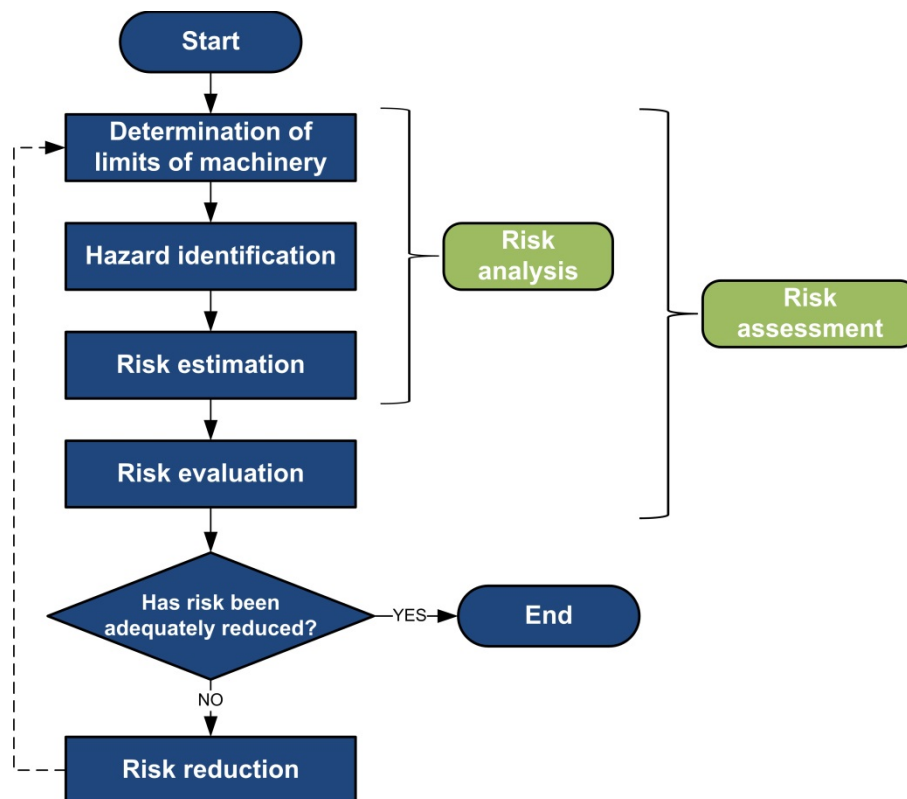 Start
Determination of
limits of machinery
Hazard identification
Risk
analysis
Risk
assessment
Risk estimation
Risk evaluation
Has risk been
adequately reduced?
YES
End
NO
Risk reduction